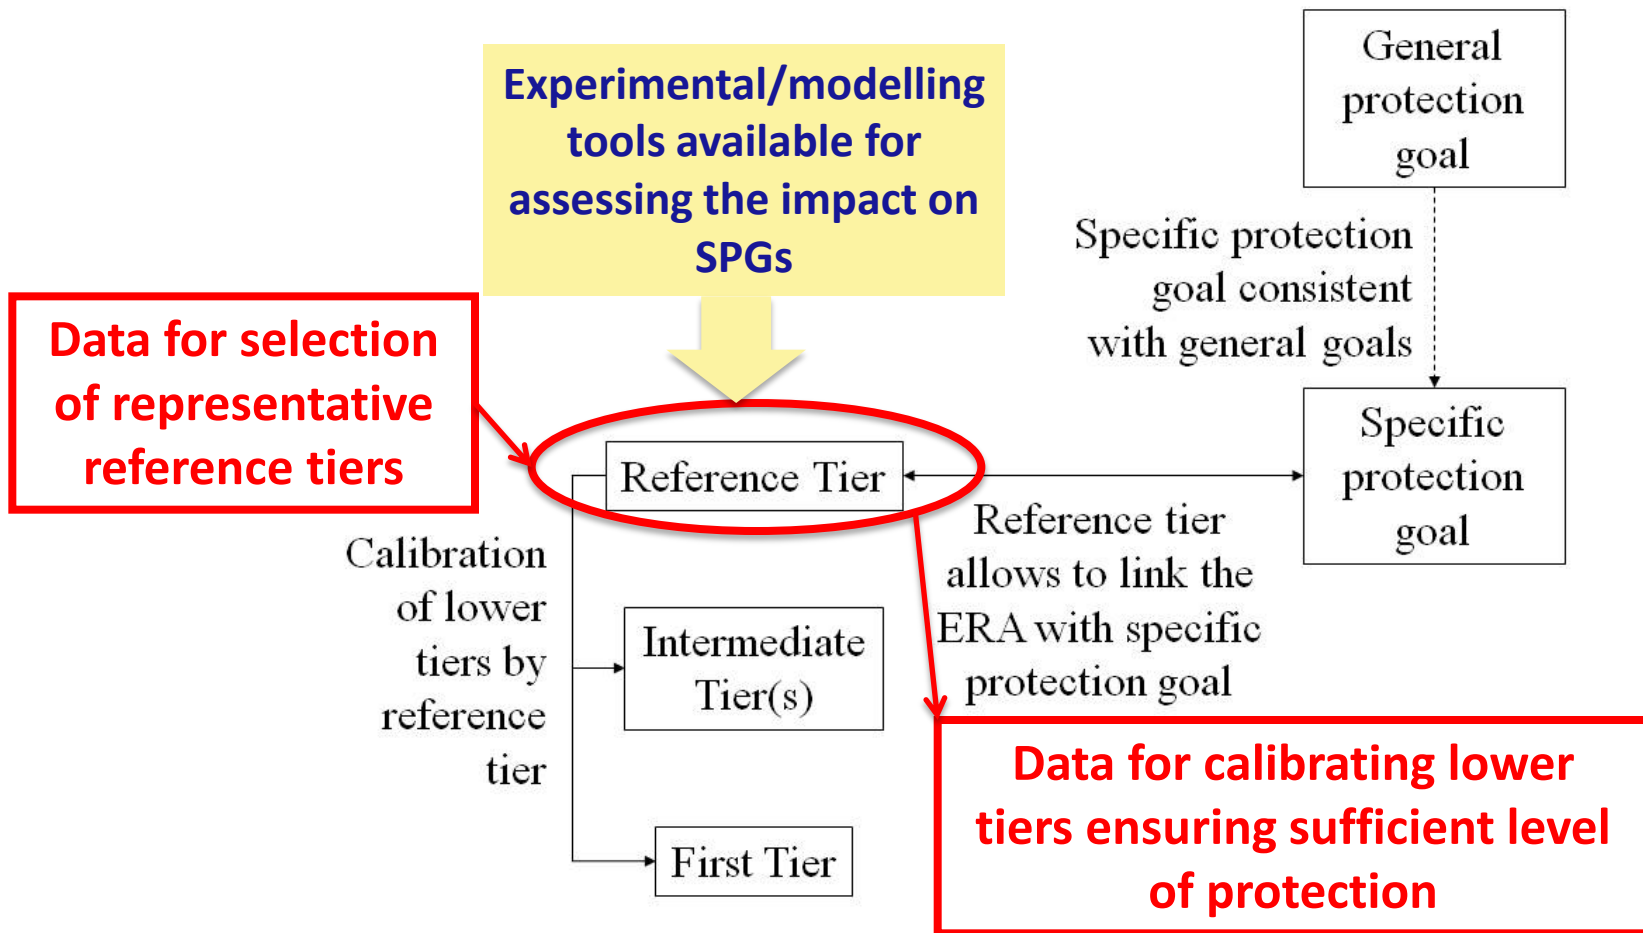 Experimental/modelling
tools available for
assessing the impact on
SPGs
General
protection
goal
Specific protection
goal consistent
with general goals
Data for selection
of representative
reference tiers
Reference Tier
Specific
protection
goal
Reference tier
allows to link the
ERA with specific
protection goal
Calibration
of lower
tiers by
reference
tier
Intermediate
Tier(s)
First Tier
Data for calibrating lower
tiers ensuring sufficient level
of protection